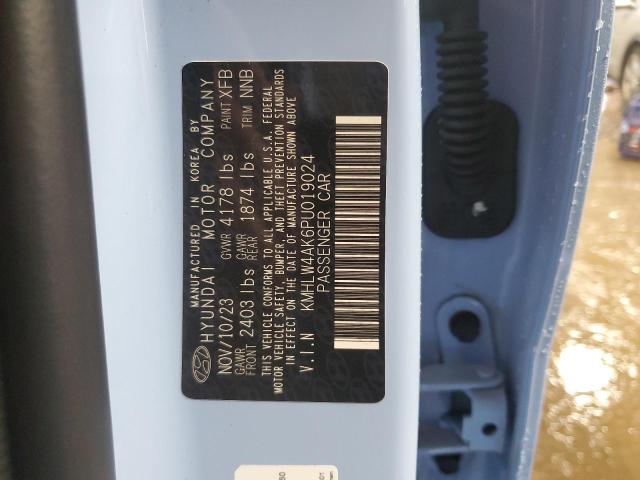 MANUFACTURED IN KOREA BY
HYUNDAI MOTOR COMPANY
NOV/10/23 GVWR 4178 lbs PAINT XFB
GAWR FRONT 2403 lbs GAWR REAR 1874 lbs TRIM NNB
THIS VEHICLE CONFORMS TO ALL APPLICABLE U.S.A. FEDERAL
MOTOR VEHICLE SAFETY, BUMPER, AND THEFT PREVENTION STANDARDS
IN EFFECT ON THE DATE OF MANUFACTURE SHOWN ABOVE
V.I.N KMHLW4AK6PU019024
PASSENGER CAR